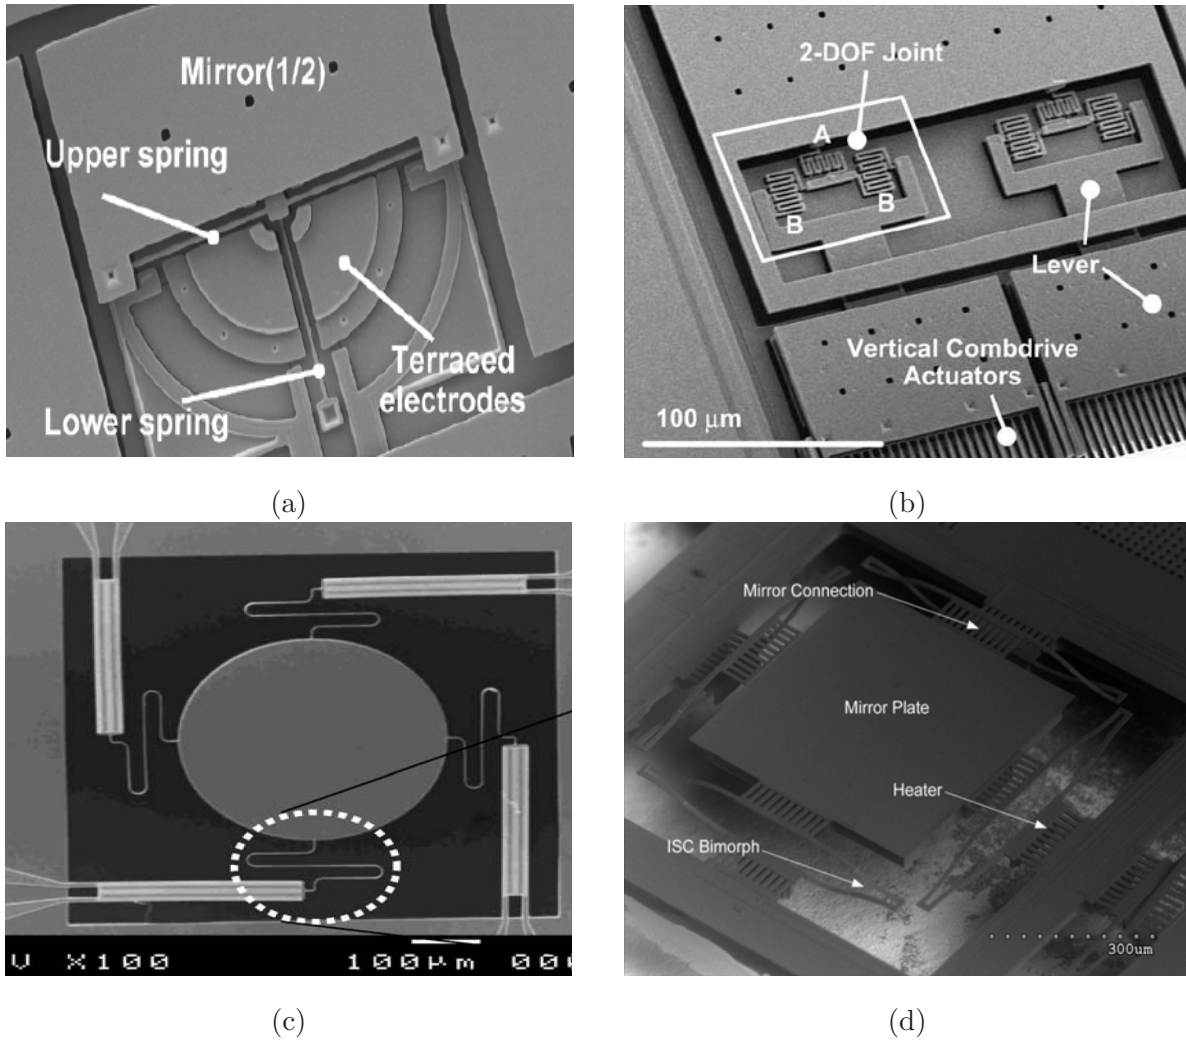 Mirror(1/2)
Upper spring
Terraced
electrodes
Lower spring
(a)
2-DOF Joint
A
B
B
Lever
Vertical Combdrive
Actuators
100 μm
(b)
V X100 100μm 00
(c)
Mirror Connection
Mirror Plate
Heater
ISC Bimorph
300um
(d)